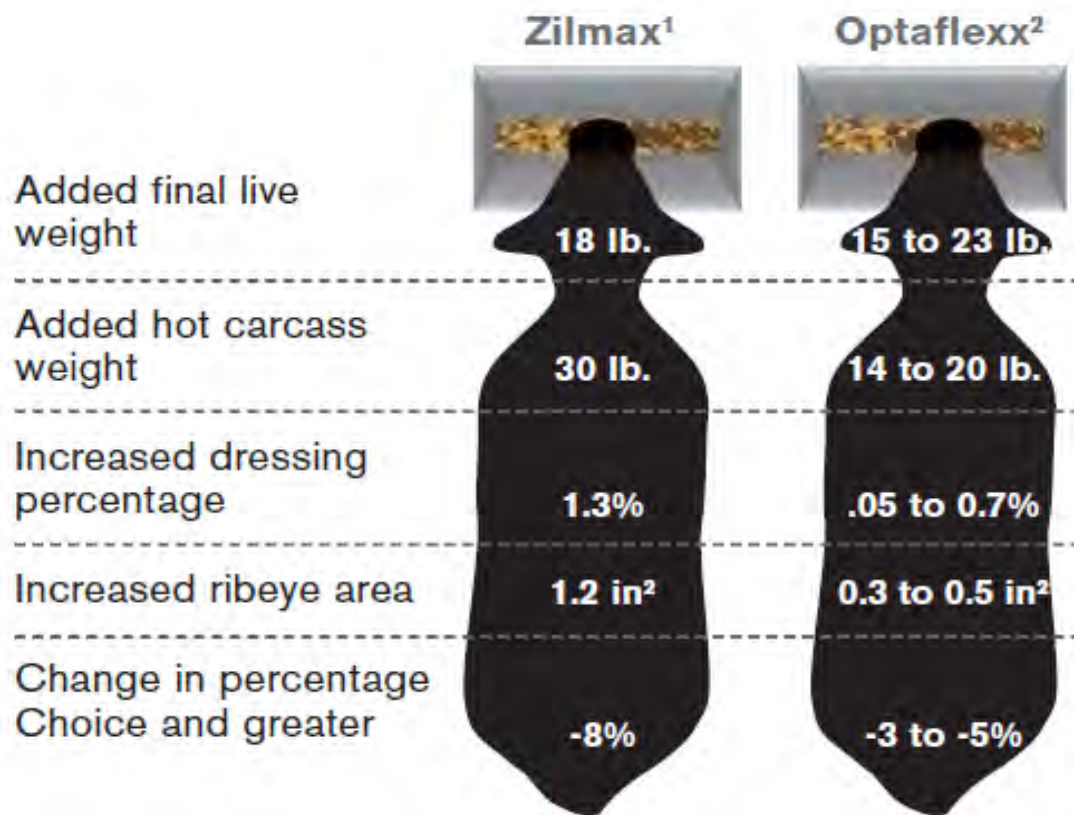 Zilmax¹ Optaflexx²
Added final live
weight 18 lb. 15 to 23 lb.
Added hot carcass
weight 30 lb. 14 to 20 lb.
Increased dressing
percentage 1.3% .05 to 0.7%
Increased ribeye area 1.2 in² 0.3 to 0.5 in²
Change in percentage
Choice and greater -8% -3 to -5%